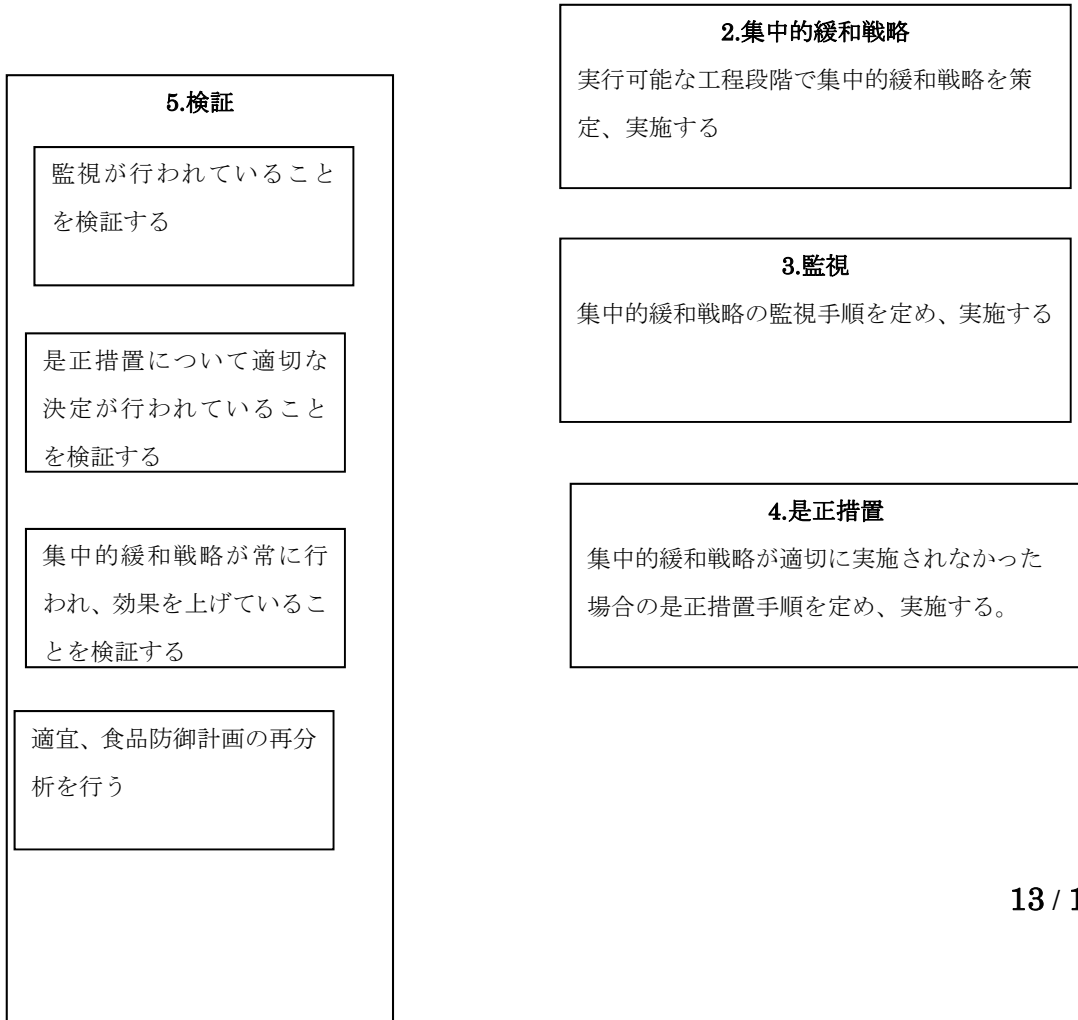 2.集中的緩和戦略
実行可能な工程段階で集中的緩和戦略を策
定、実施する
5.検証
監視が行われていること
を検証する
是正措置について適切な
決定が行われていること
を検証する
集中的緩和戦略が常に行
われ、効果を上げているこ
とを検証する
適宜、食品防御計画の再分
析を行う
3.監視
集中的緩和戦略の監視手順を定め、実施する
4.是正措置
集中的緩和戦略が適切に実施されなかった
場合の是正措置手順を定め、実施する。
13 / 1